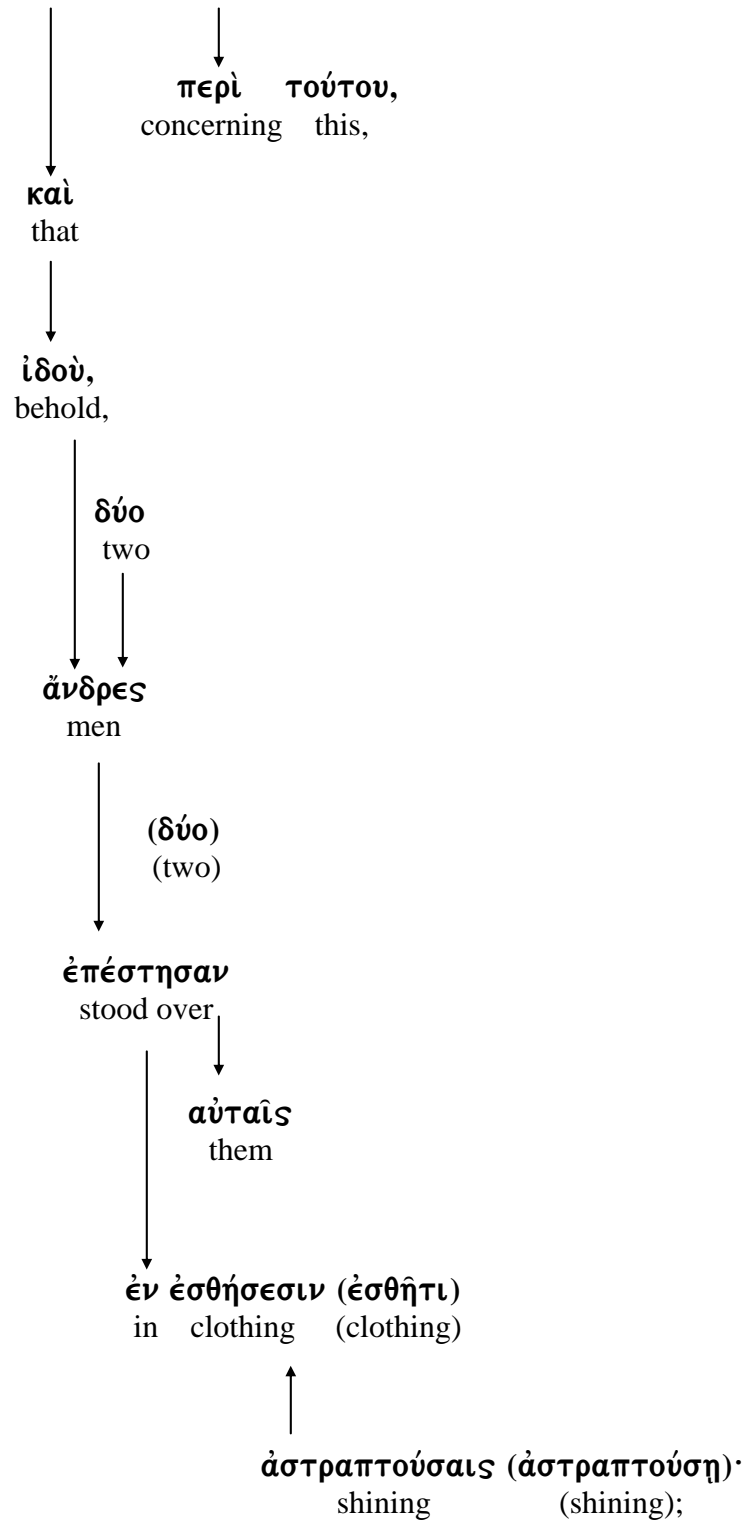 περὶ τούτου,
concerning this,
καὶ
that
ἰδοὺ,
behold,
δύο
two
ἄνδρες
men
(δύο)
(two)
ἐπέστησαν
stood over
αὐταῖς
them
ἐν ἐσθήσεσιν (ἐσθῆτι)
in clothing (clothing)
ἀστραπτούσαις (ἀστραπτούσῃ)·
shining (shining);